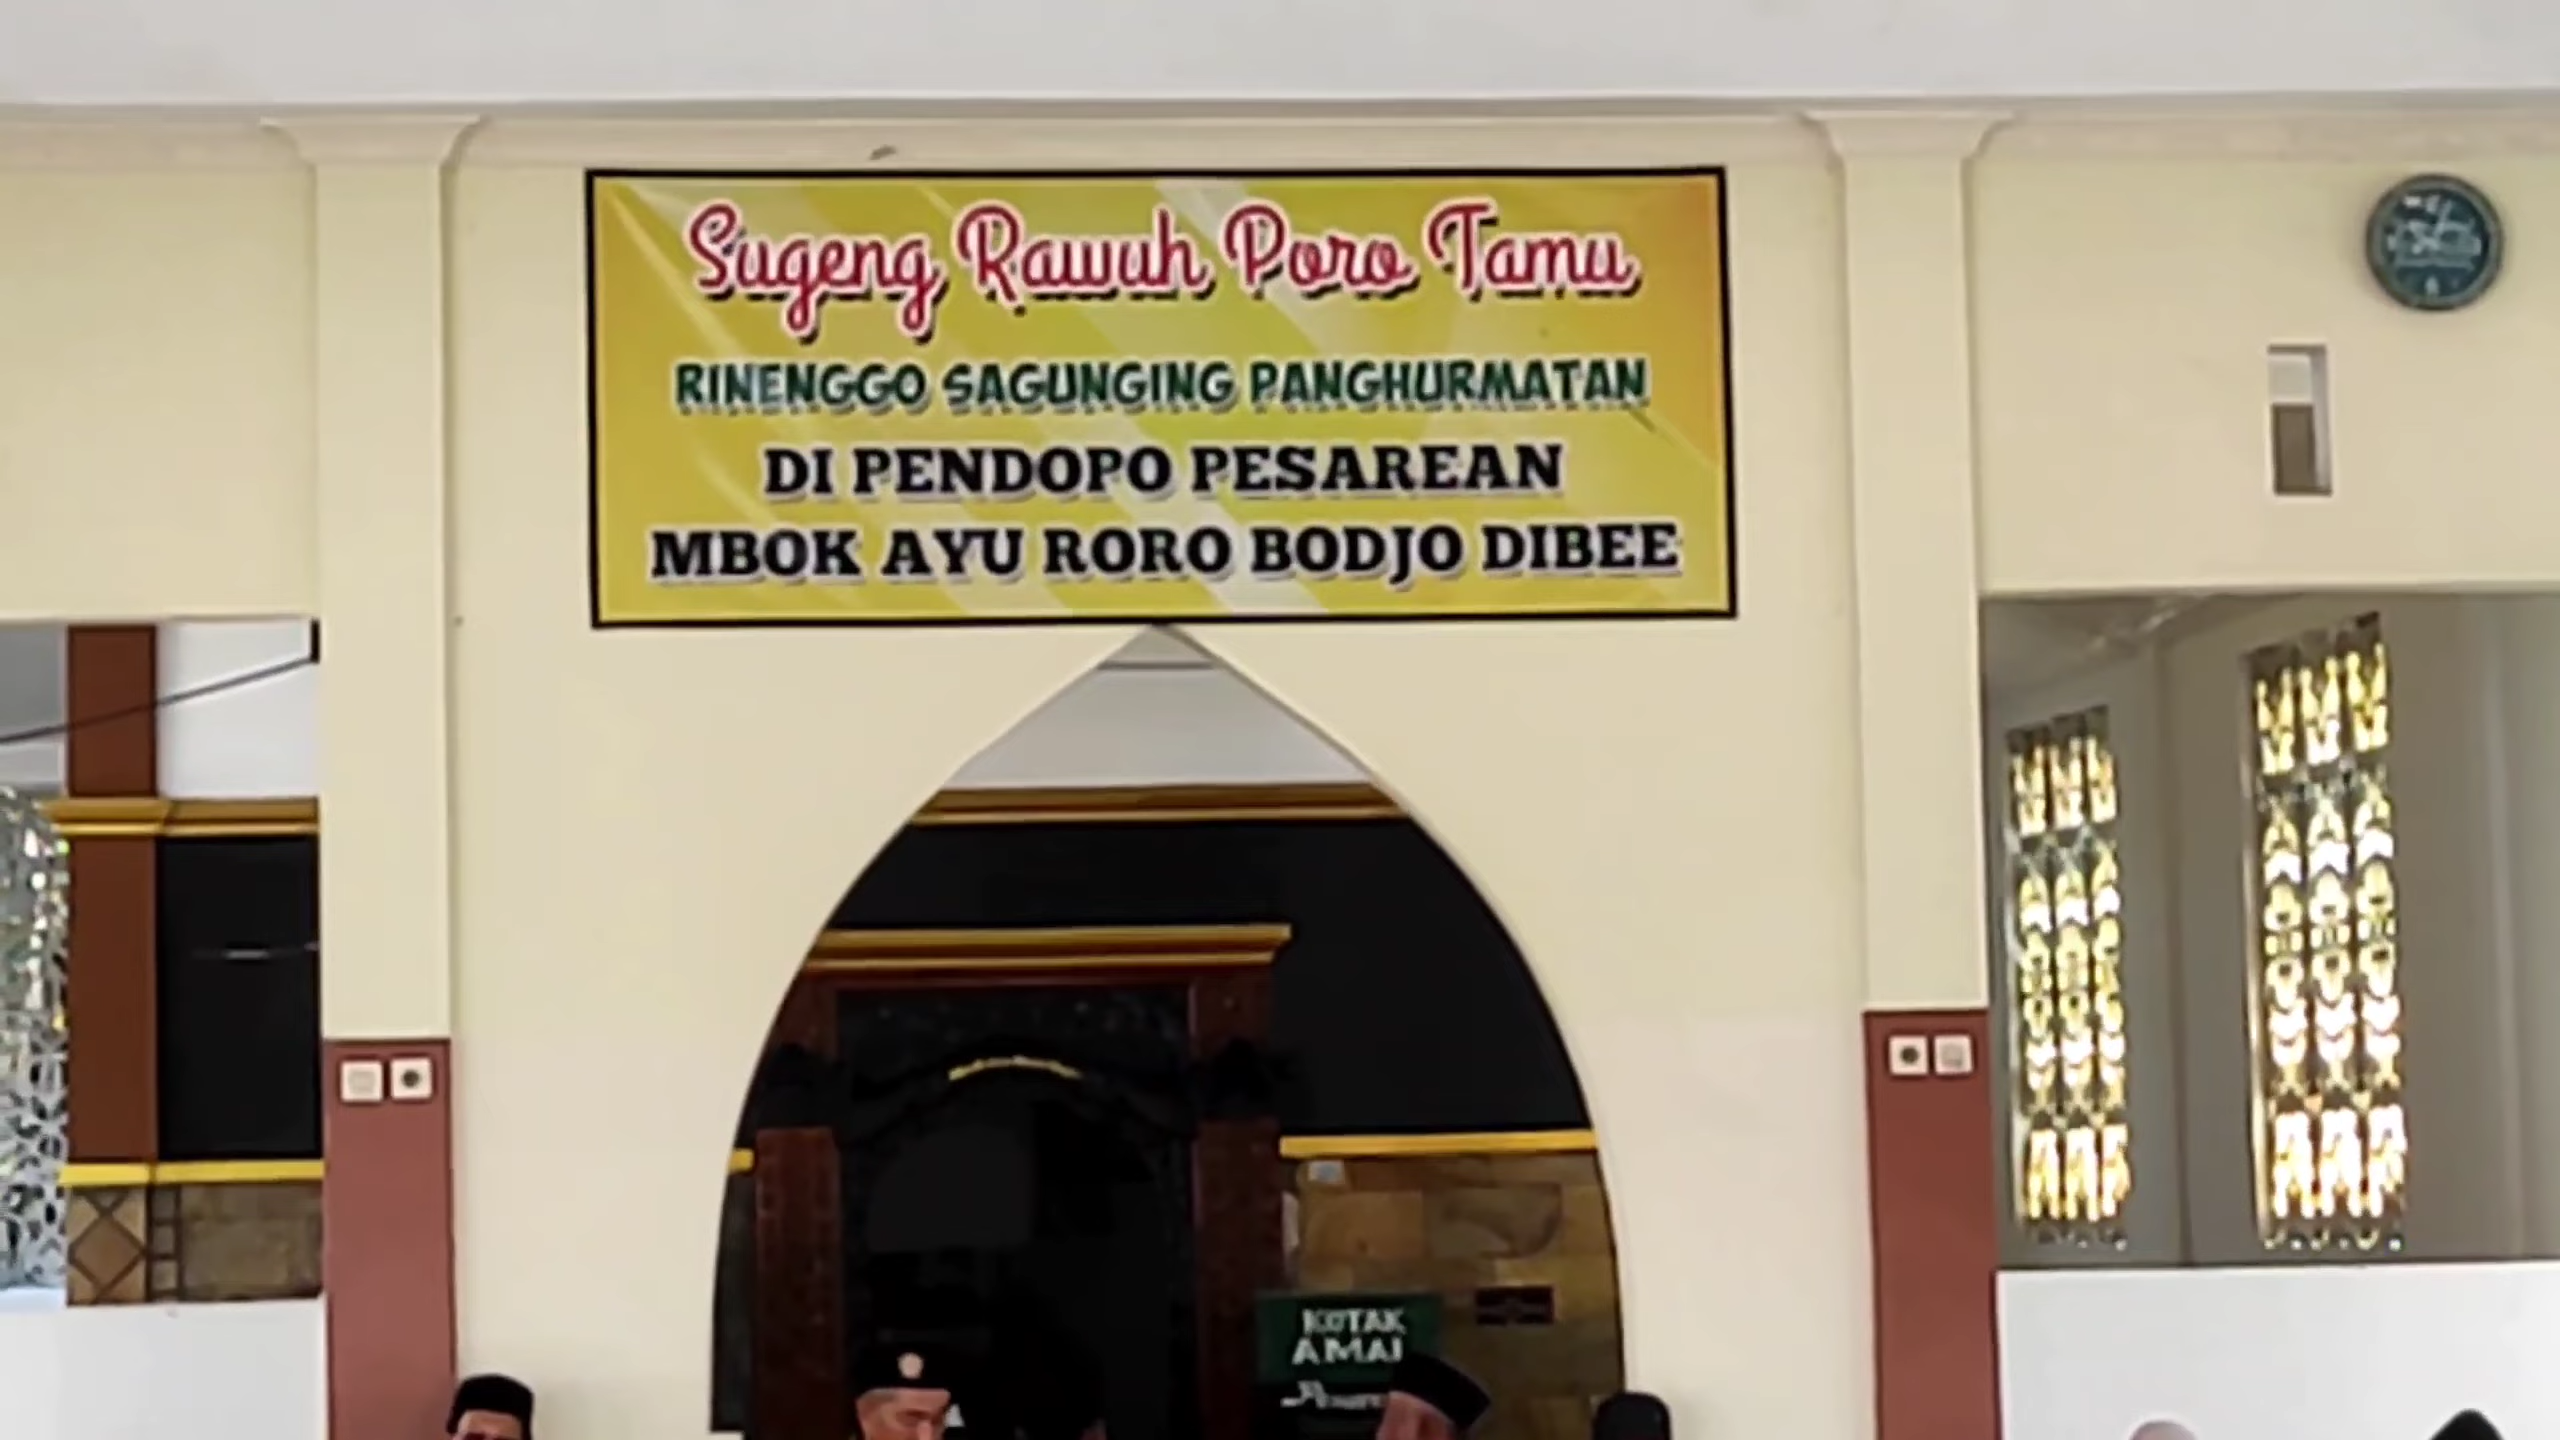 Sugeng Rawuh Poro Tamu
RINENGGO SAGUNGING PANGHURMATAN
DI PENDOPO PESAREAN
MBOK AYU RORO BODJO DIBEE
KOTAK
AMAL